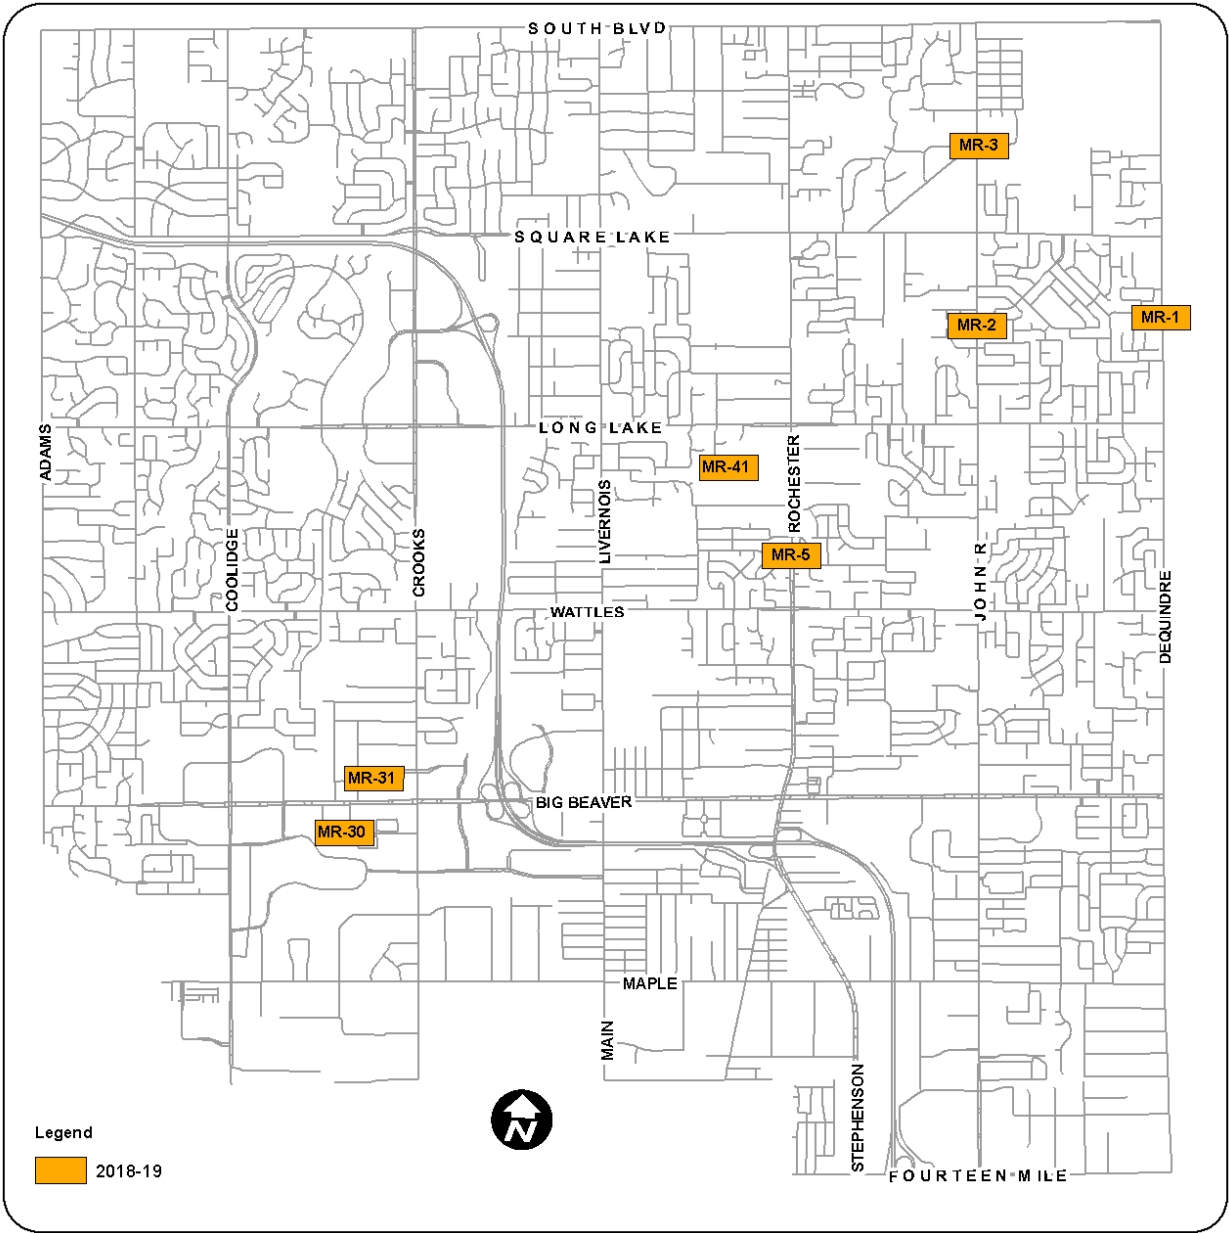 SOUTH BLVD
MR-3
SQUARE LAKE
MR-1
MR-2
LONG LAKE
ADAMS
MR-41
ROCHESTER
LIVERNOIS
COOLIDGE
CROOKS
MR-5
JOHN R
DEQUINDRE
WATTLES
MR-31
BIG BEAVER
MR-30
MAPLE
MAIN
STEPHENSON
N
Legend
2018-19
FOURTEEN MILE